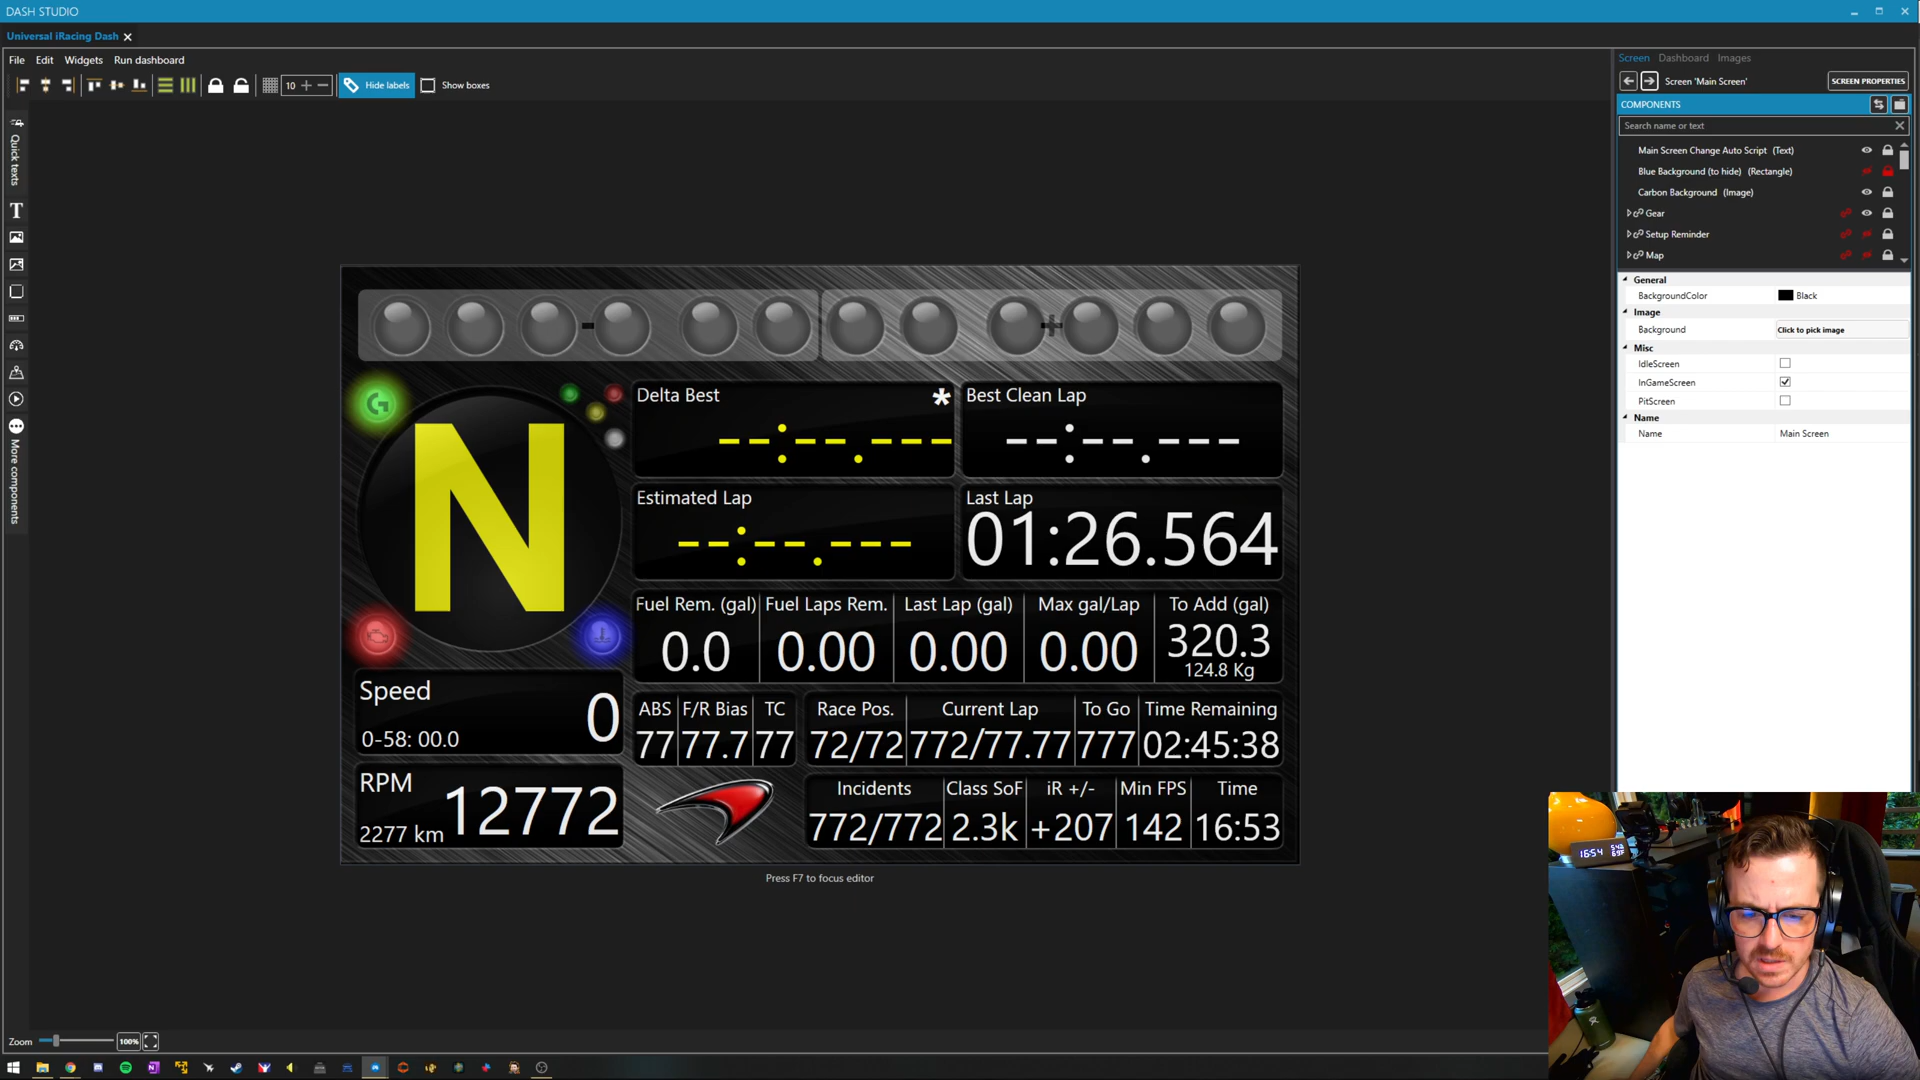 DASH STUDIO
Universal iRacing Dash
File Edit Widgets Run dashboard
10 Hide labels Show boxes
Quick texts
T
More components
Screen Dashboard Images
Screen 'Main Screen' SCREEN PROPERTIES
COMPONENTS
Search name or text
Main Screen Change Auto Script (Text)
Blue Background (to hide) (Rectangle)
Carbon Background (Image)
Gear
Setup Reminder
Map
General
BackgroundColor Black
Image
Background Click to pick image
Misc
IdleScreen
InGameScreen
PitScreen
Name
Name Main Screen
- +
N
Delta Best * Best Clean Lap
--:--.--- --:--.---
Estimated Lap Last Lap
--:--.--- 01:26.564
Fuel Rem. (gal) Fuel Laps Rem. Last Lap (gal) Max gal/Lap To Add (gal)
0.0 0.00 0.00 0.00 320.3
124.8 Kg
Speed 0
0-58: 00.0
ABS F/R Bias TC Race Pos. Current Lap To Go Time Remaining
77 77.7 77 72/72 772/77.77 777 02:45:38
RPM 12772
2277 km
Incidents Class SoF iR +/- Min FPS Time
772/772 2.3k +207 142 16:53
Press F7 to focus editor
Zoom 100%
16:54